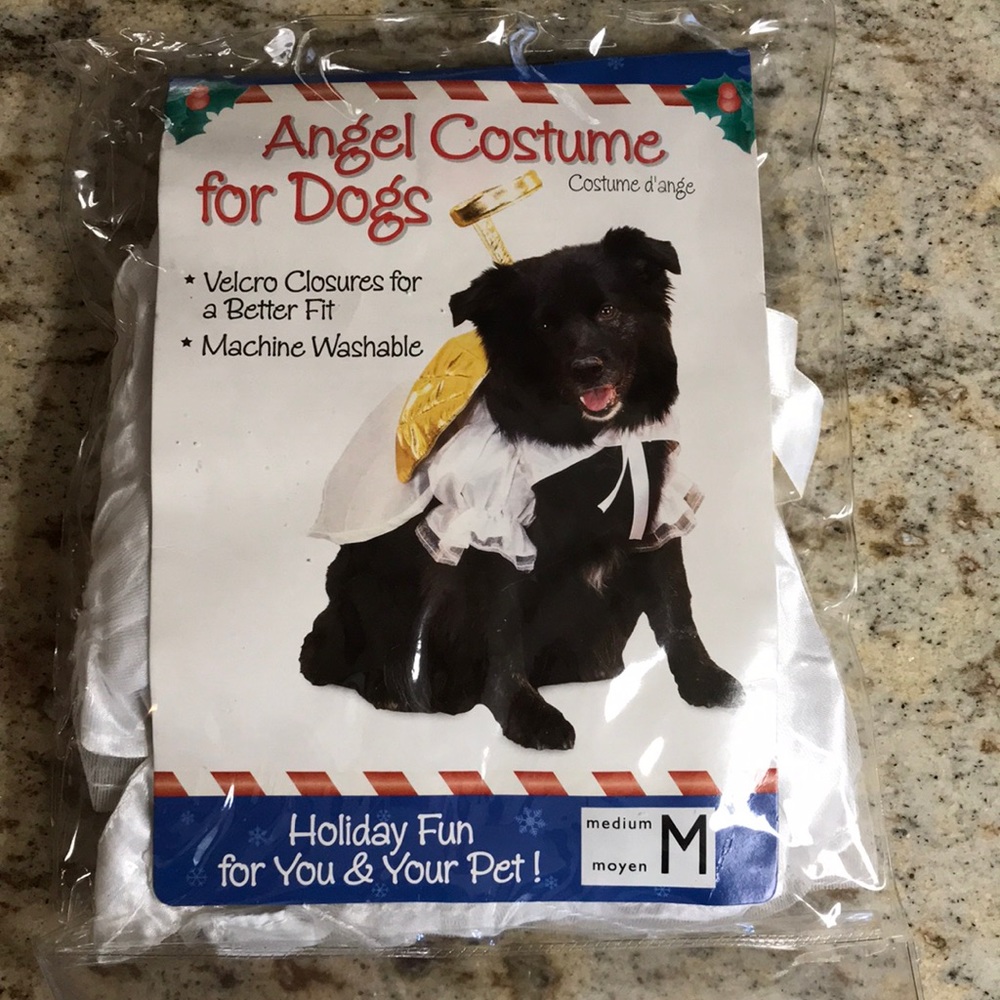 Angel Costume
for Dogs
Costume d'ange
★ Velcro Closures for
a Better Fit
★ Machine Washable
Holiday Fun
for You & Your Pet !
medium
moyen
M